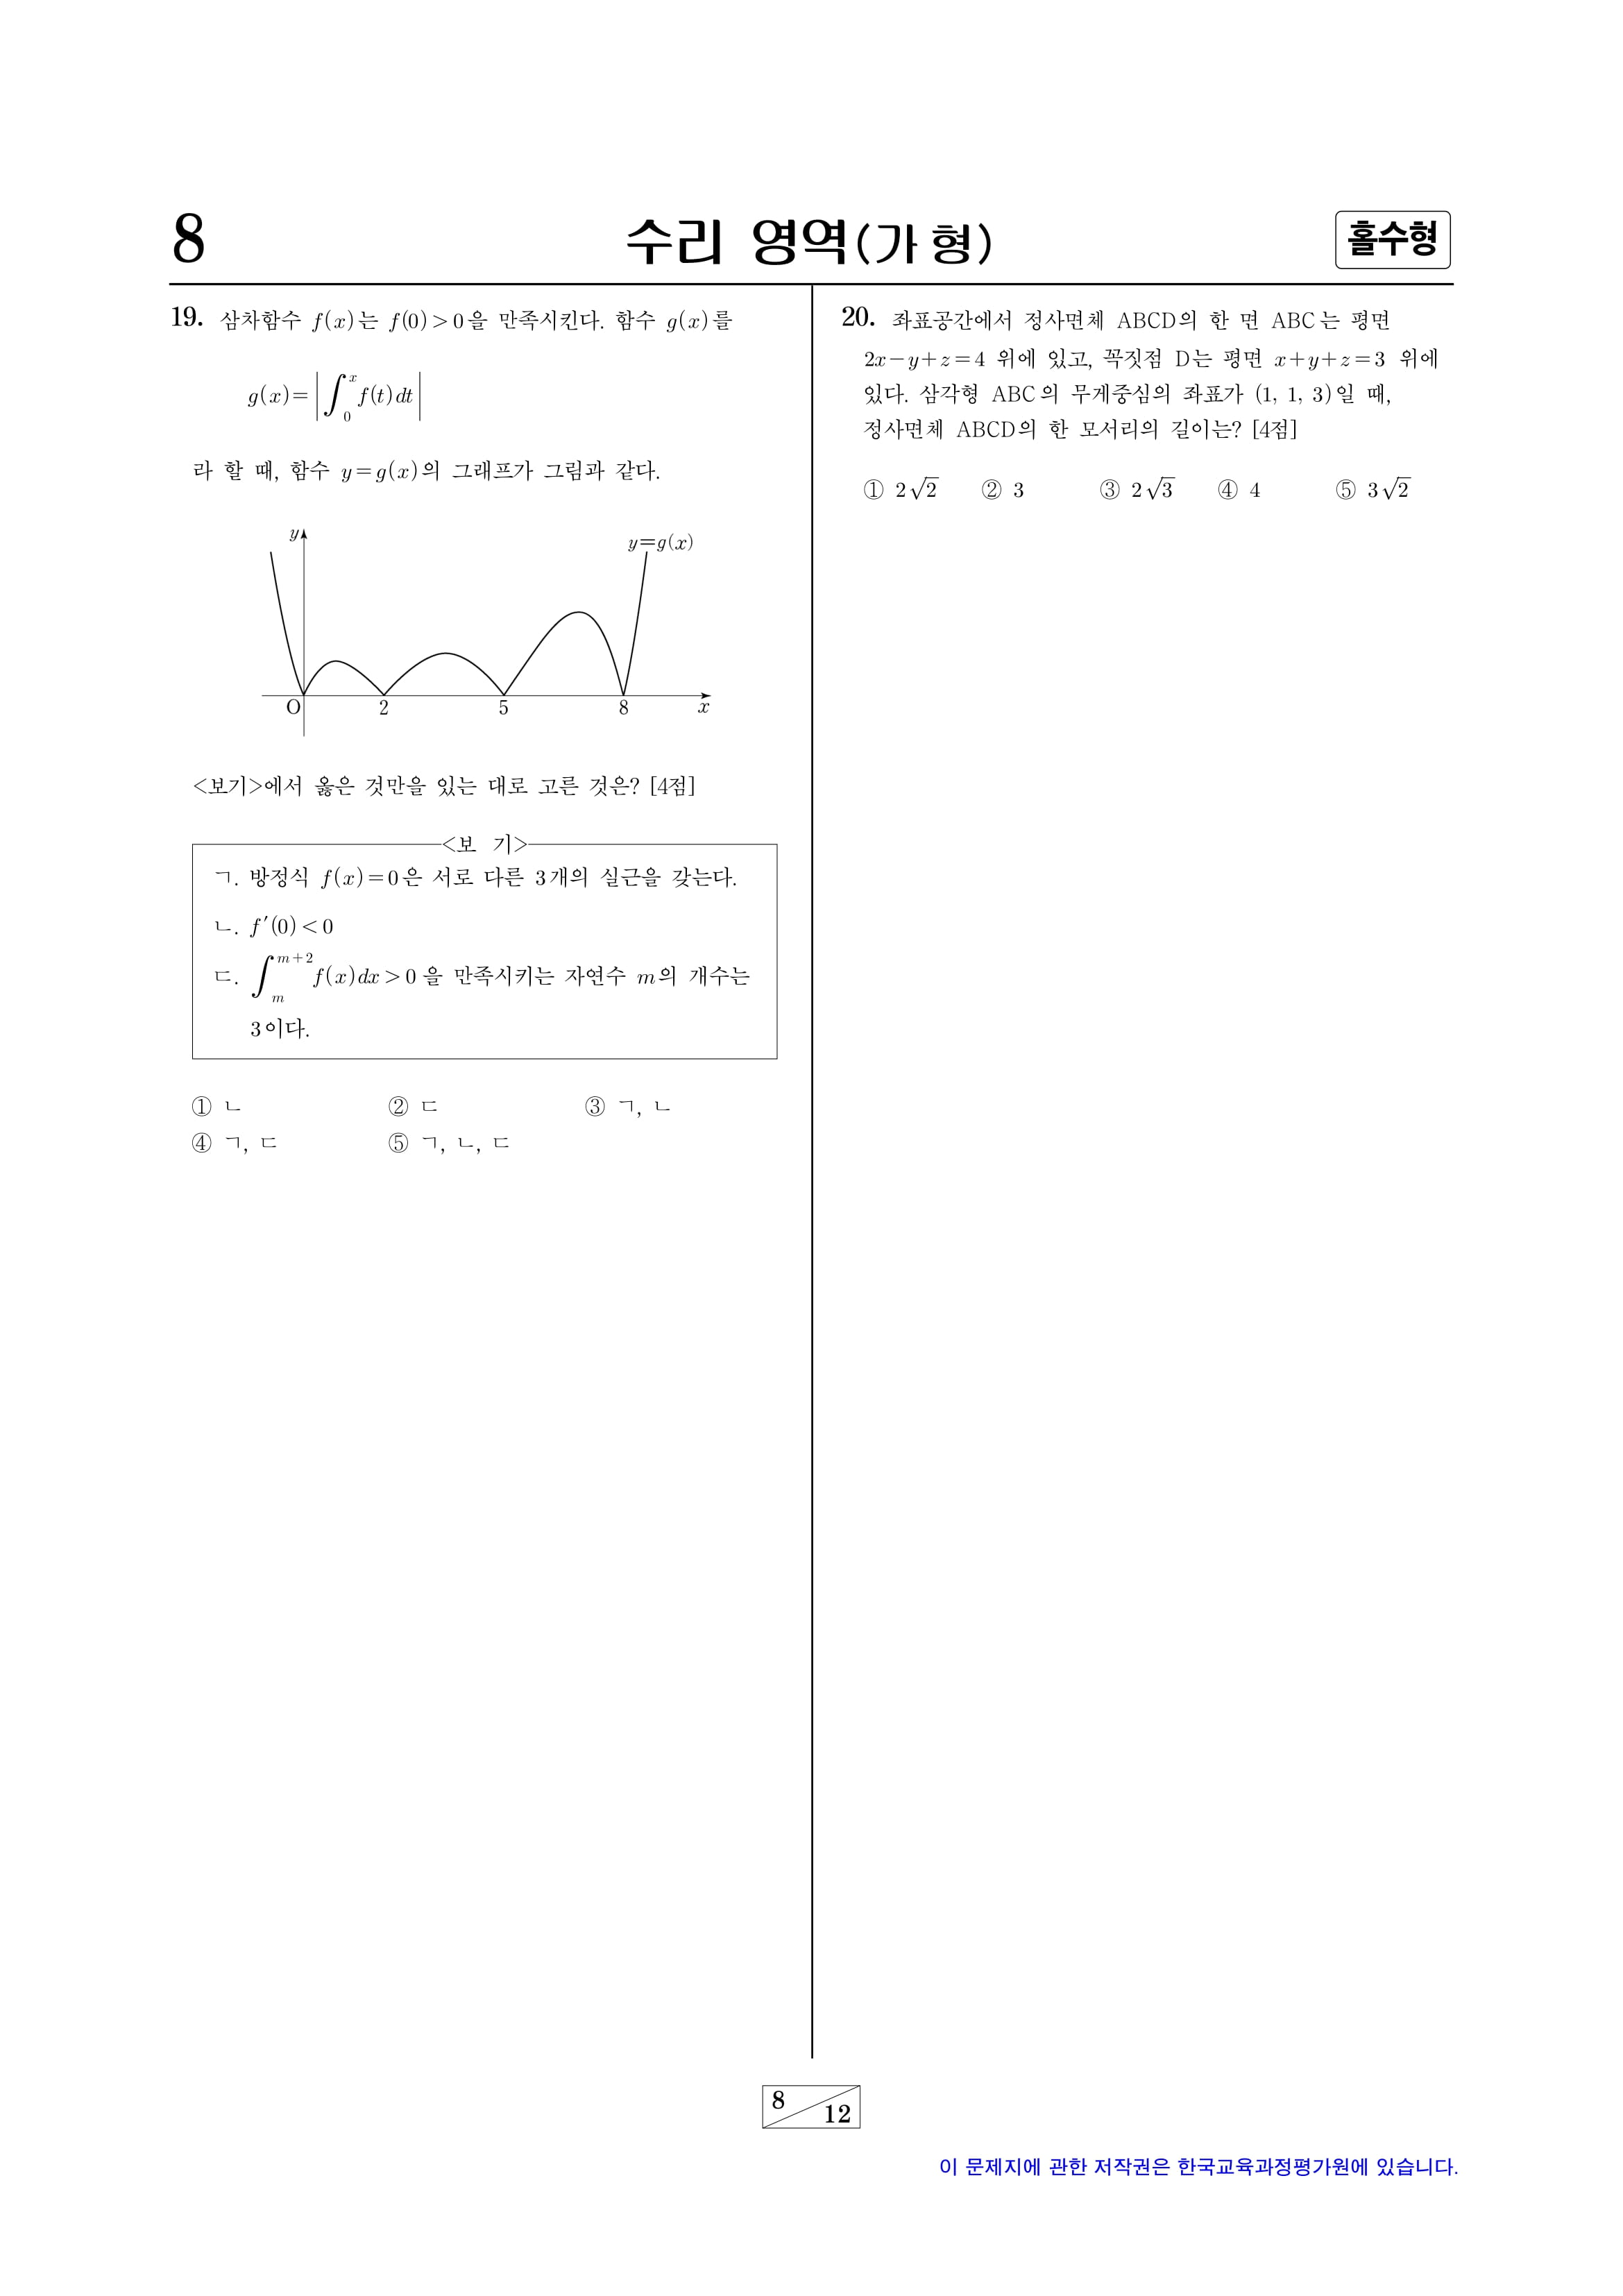 8
수리 영역(가 형)
홀수형
19. 삼차함수 f(x)는 f(0)>0을 만족시킨다. 함수 g(x)를
g(x)=|∫₀ˣ f(t)dt|
라 할 때, 함수 y=g(x)의 그래프가 그림과 같다.
y
y=g(x)
O 2 5 8 x
<보기>에서 옳은 것만을 있는 대로 고른 것은? [4점]
<보 기>
ㄱ. 방정식 f(x)=0은 서로 다른 3개의 실근을 갖는다.
ㄴ. f′(0)<0
ㄷ. ∫ₘᵐ⁺² f(x)dx>0 을 만족시키는 자연수 m의 개수는
3이다.
① ㄴ ② ㄷ ③ ㄱ, ㄴ
④ ㄱ, ㄷ ⑤ ㄱ, ㄴ, ㄷ
20. 좌표공간에서 정사면체 ABCD의 한 면 ABC는 평면
2x-y+z=4 위에 있고, 꼭짓점 D는 평면 x+y+z=3 위에
있다. 삼각형 ABC의 무게중심의 좌표가 (1, 1, 3)일 때,
정사면체 ABCD의 한 모서리의 길이는? [4점]
① 2√2 ② 3 ③ 2√3 ④ 4 ⑤ 3√2
8
12
이 문제지에 관한 저작권은 한국교육과정평가원에 있습니다.